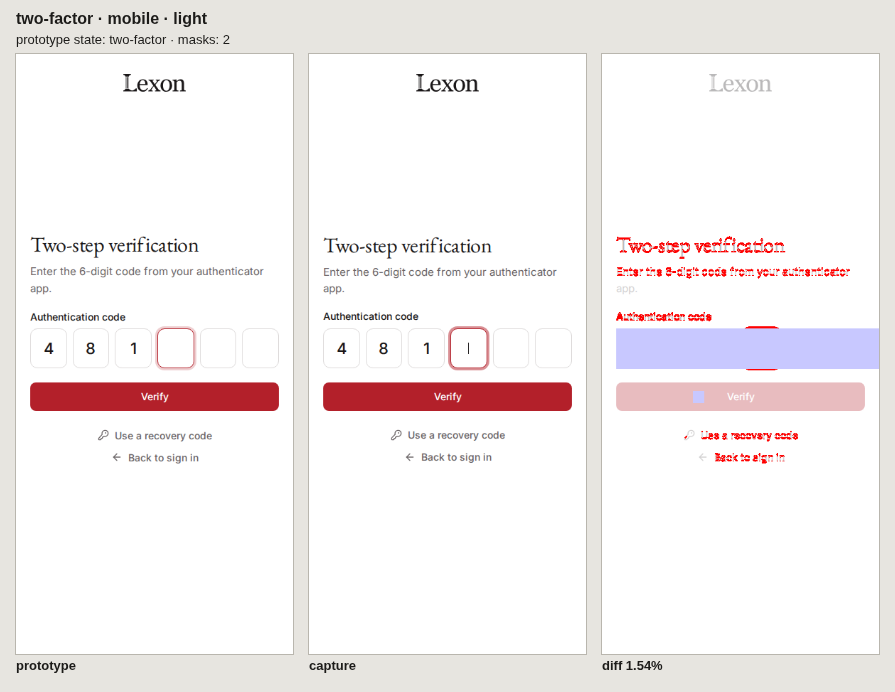 two-factor · mobile · light
prototype state: two-factor · masks: 2
Lexon
Two-step verification
Enter the 6-digit code from your authenticator
app.
Authentication code
4 8 1
Verify
Use a recovery code
Back to sign in
prototype
Lexon
Two-step verification
Enter the 6-digit code from your authenticator
app.
Authentication code
4 8 1
Verify
Use a recovery code
Back to sign in
capture
Lexon
Two-step verification
Enter the 6-digit code from your authenticator
app.
Authentication code
Verify
Use a recovery code
Back to sign in
diff 1.54%